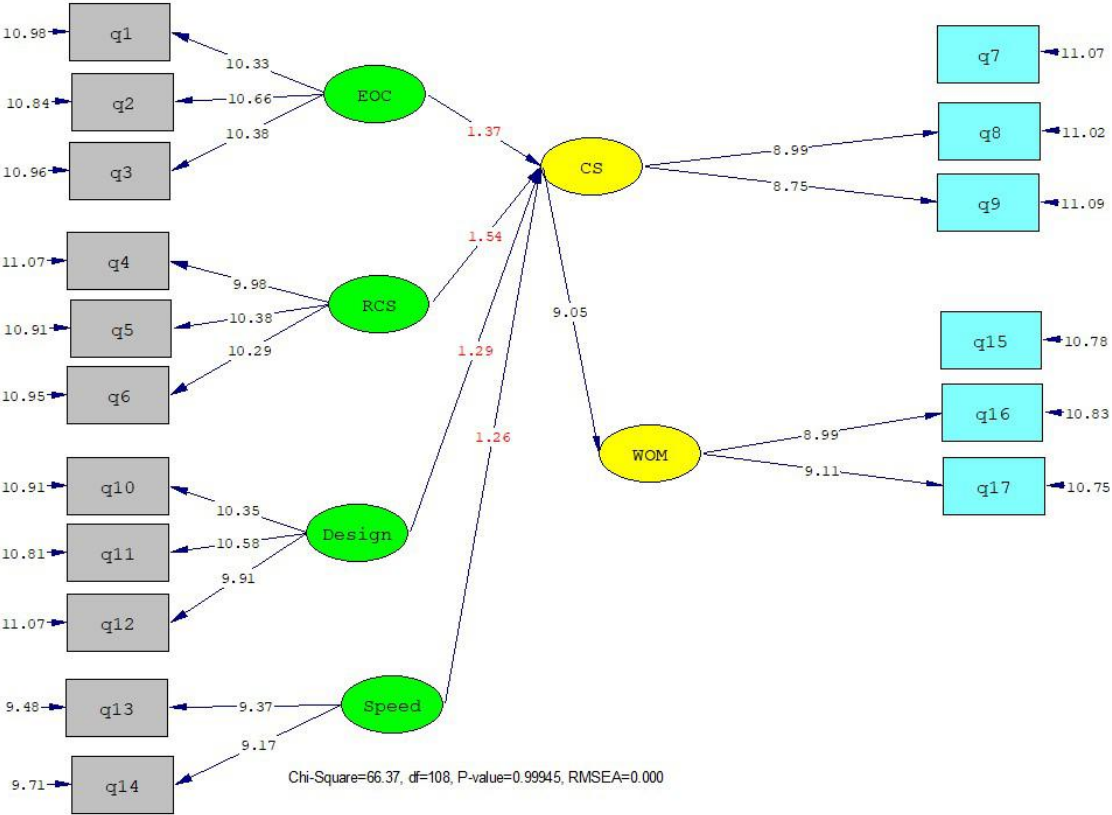 10.98 q1
10.33
10.84 q2
10.66
EOC
10.96 q3
10.38
1.37
11.07 q4
9.98
10.91 q5
10.38
RCS
10.95 q6
10.29
1.54
10.91 q10
10.35
10.81 q11
10.58
Design
11.07 q12
9.91
1.29
9.48 q13
9.37
Speed
9.71 q14
9.17
1.26
CS
9.05
WOM
q7 11.07
8.99
q8 11.02
8.75
q9 11.09
q15 10.78
8.99
q16 10.83
9.11
q17 10.75
Chi-Square=66.37, df=108, P-value=0.99945, RMSEA=0.000